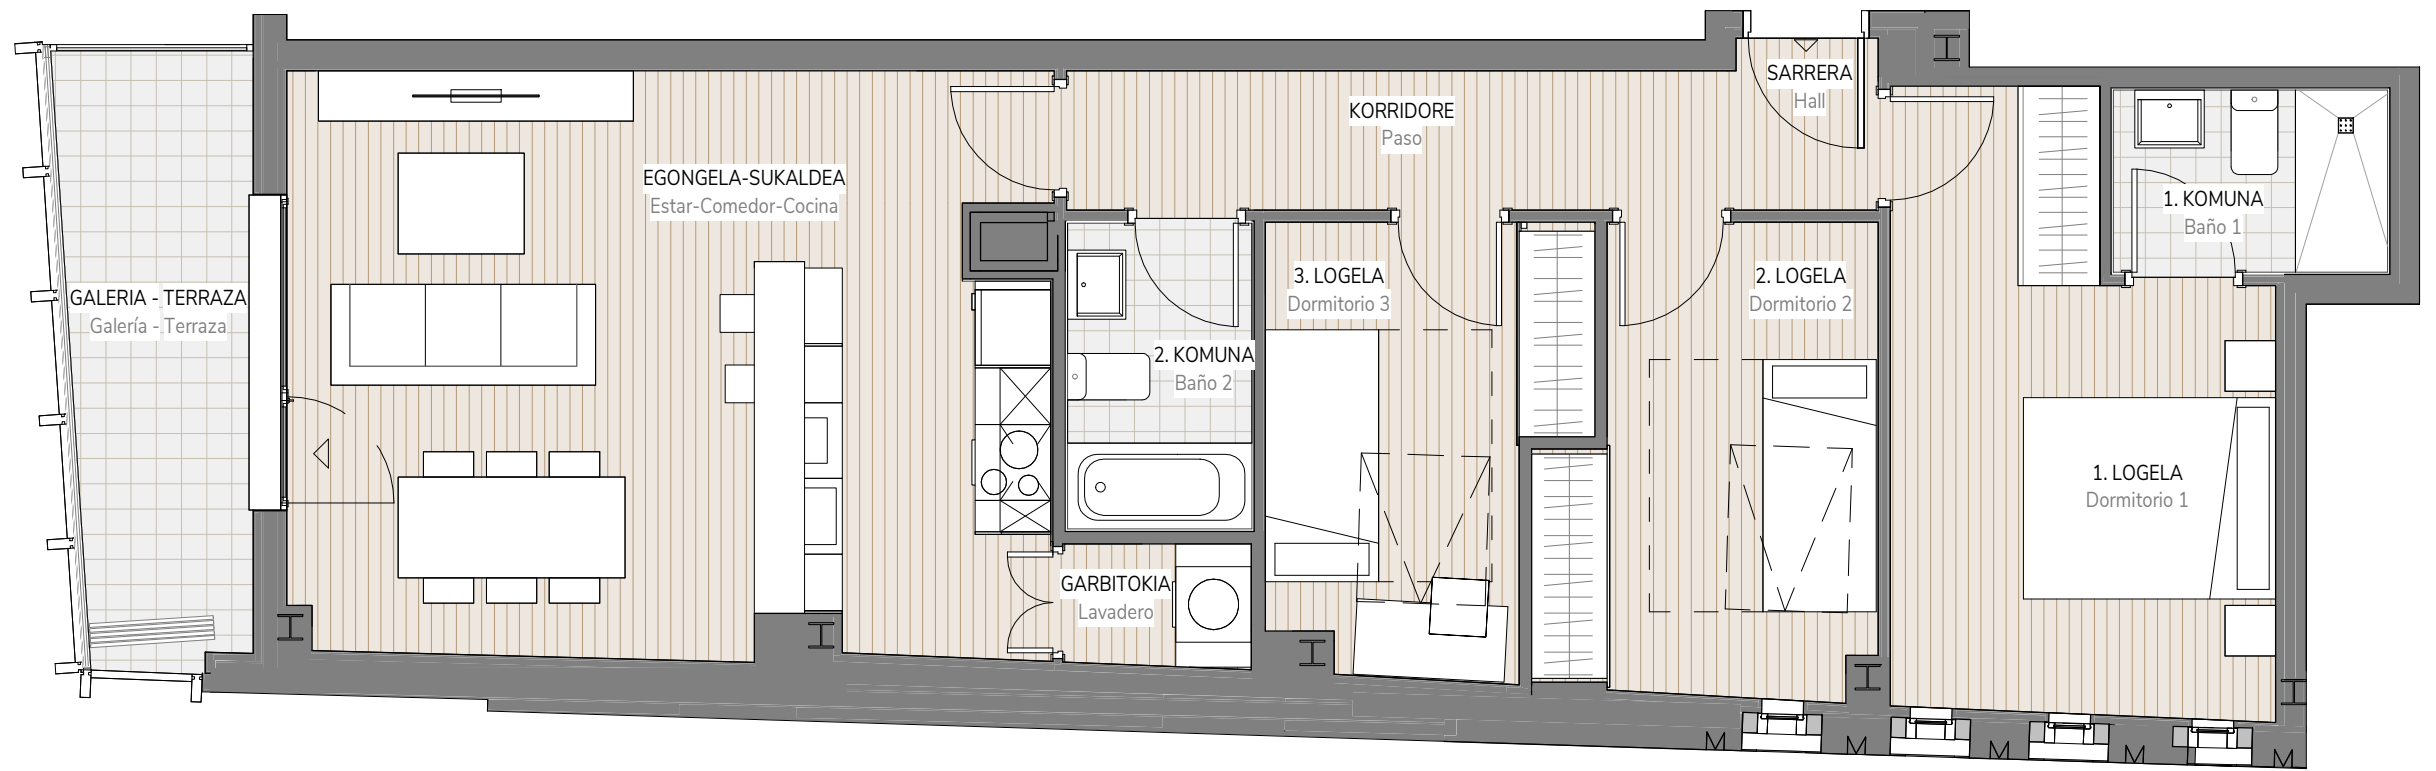 SARRERA
Hall
KORRIDORE
Paso
EGONGELA-SUKALDEA
Estar-Comedor-Cocina
1. KOMUNA
Baño 1
GALERIA - TERRAZA
Galería - Terraza
3. LOGELA
Dormitorio 3
2. LOGELA
Dormitorio 2
2. KOMUNA
Baño 2
1. LOGELA
Dormitorio 1
GARBITOKIA
Lavadero
M
M
M
M
M